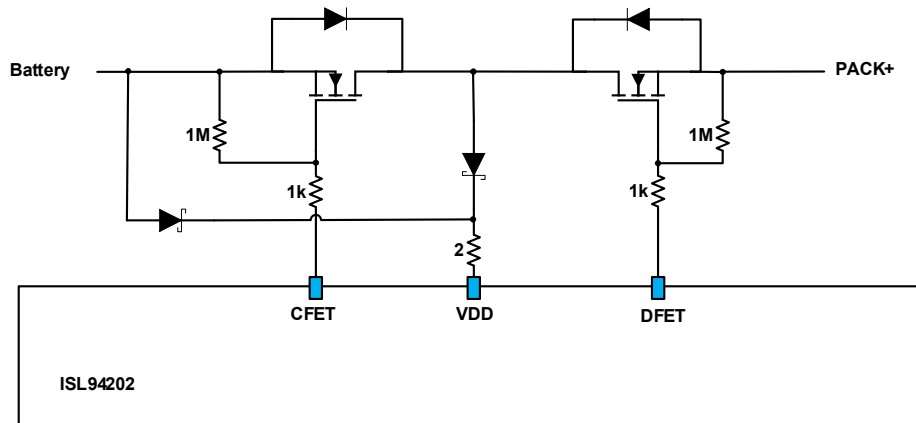 Battery
PACK+
1M
1M
1k
1k
2
CFET
VDD
DFET
ISL94202